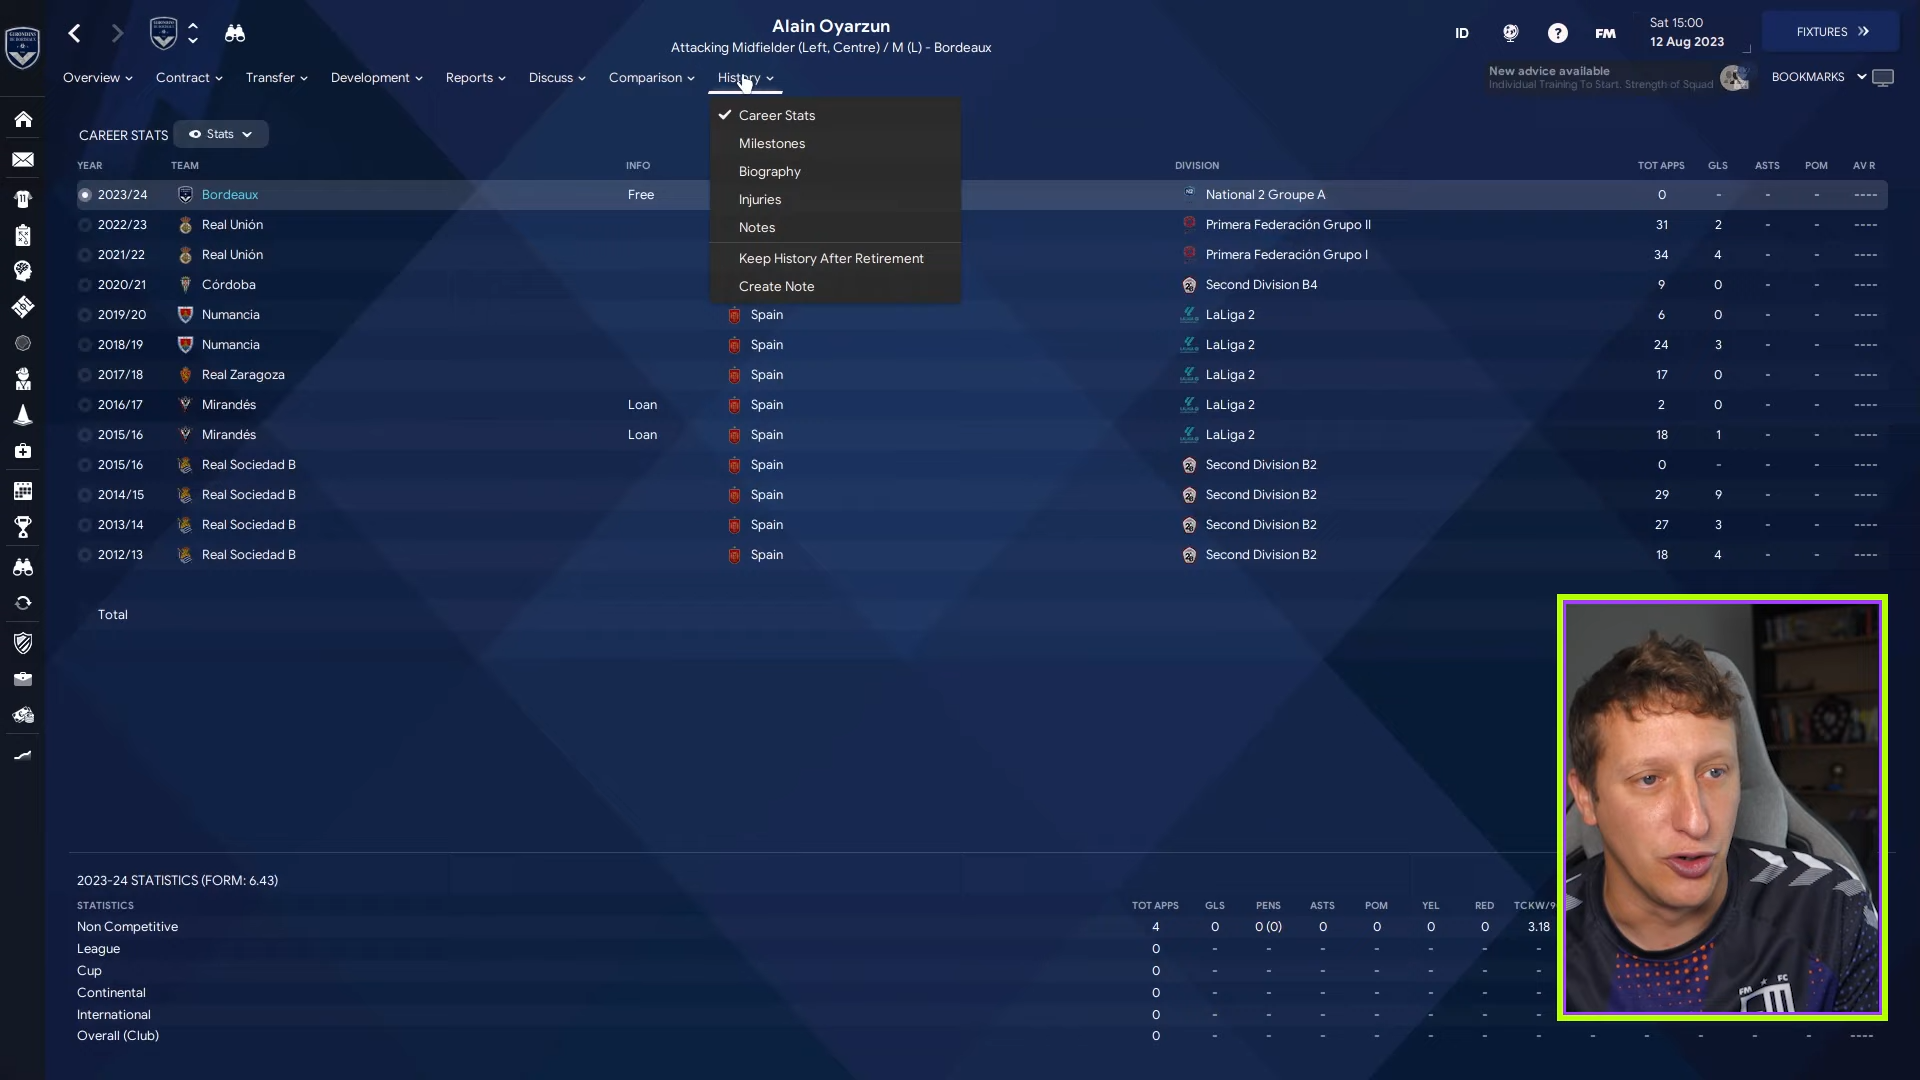 Alain Oyarzun
Attacking Midfielder (Left, Centre) / M (L) - Bordeaux
ID
FM
Sat 15:00
12 Aug 2023
FIXTURES
Overview Contract Transfer Development Reports Discuss Comparison History
New advice available
Individual Training To Start. Strength of Squad
BOOKMARKS
Career Stats
Milestones
Biography
Injuries
Notes
Keep History After Retirement
Create Note
CAREER STATS Stats
YEAR TEAM INFO DIVISION TOT APPS GLS ASTS POM AV R
2023/24 Bordeaux Free National 2 Groupe A 0 - - - ----
2022/23 Real Unión Primera Federación Grupo II 31 2 - - ----
2021/22 Real Unión Primera Federación Grupo I 34 4 - - ----
2020/21 Córdoba Second Division B4 9 0 - - ----
2019/20 Numancia Spain LaLiga 2 6 0 - - ----
2018/19 Numancia Spain LaLiga 2 24 3 - - ----
2017/18 Real Zaragoza Spain LaLiga 2 17 0 - - ----
2016/17 Mirandés Loan Spain LaLiga 2 2 0 - - ----
2015/16 Mirandés Loan Spain LaLiga 2 18 1 - - ----
2015/16 Real Sociedad B Spain Second Division B2 0 - - - ----
2014/15 Real Sociedad B Spain Second Division B2 29 9 - - ----
2013/14 Real Sociedad B Spain Second Division B2 27 3 - - ----
2012/13 Real Sociedad B Spain Second Division B2 18 4 - - ----
Total
2023-24 STATISTICS (FORM: 6.43)
STATISTICS TOT APPS GLS PENS ASTS POM YEL RED TCKW/9
Non Competitive 4 0 0 (0) 0 0 0 0 3.18
League 0 - - - - - - -
Cup 0 - - - - - - -
Continental 0 - - - - - - -
International 0 - - - - - - -
Overall (Club) 0 - - - - - - - - - - - - ----
FM FC